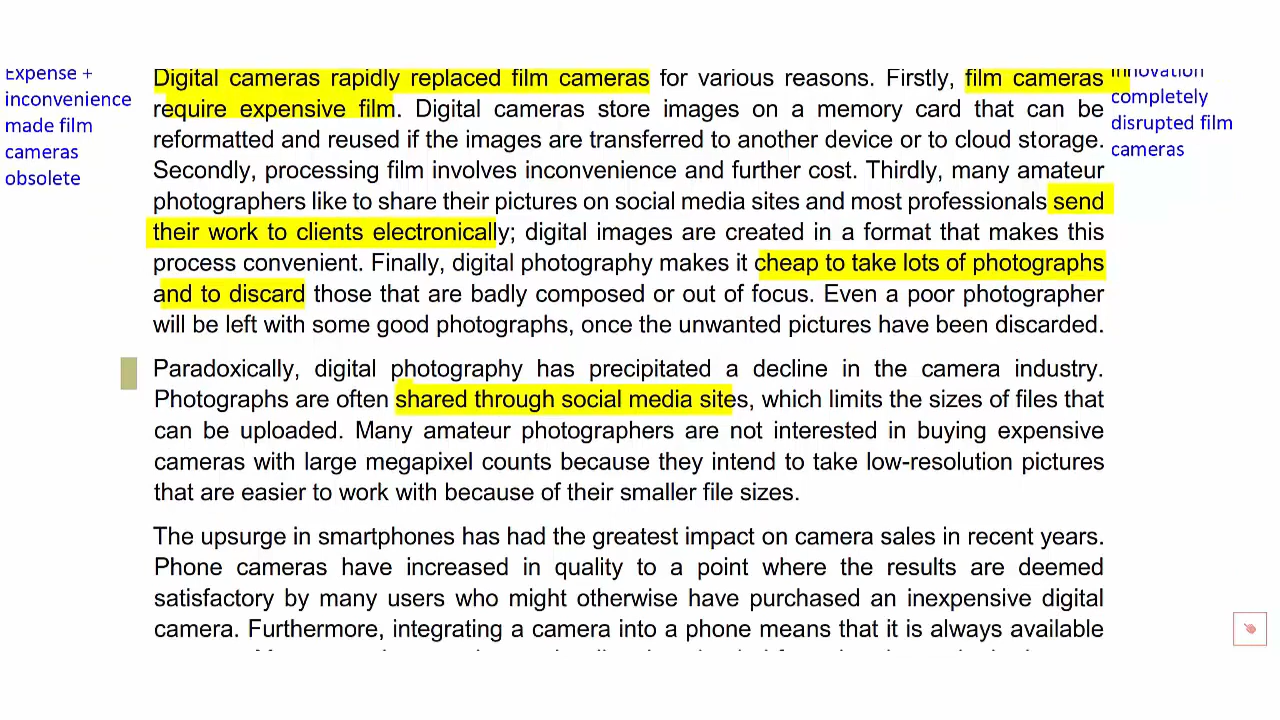 Expense +
inconvenience
made film
cameras
obsolete
innovation
completely
disrupted film
cameras
Digital cameras rapidly replaced film cameras for various reasons. Firstly, film cameras
require expensive film. Digital cameras store images on a memory card that can be
reformatted and reused if the images are transferred to another device or to cloud storage.
Secondly, processing film involves inconvenience and further cost. Thirdly, many amateur
photographers like to share their pictures on social media sites and most professionals send
their work to clients electronically; digital images are created in a format that makes this
process convenient. Finally, digital photography makes it cheap to take lots of photographs
and to discard those that are badly composed or out of focus. Even a poor photographer
will be left with some good photographs, once the unwanted pictures have been discarded.
Paradoxically, digital photography has precipitated a decline in the camera industry.
Photographs are often shared through social media sites, which limits the sizes of files that
can be uploaded. Many amateur photographers are not interested in buying expensive
cameras with large megapixel counts because they intend to take low-resolution pictures
that are easier to work with because of their smaller file sizes.
The upsurge in smartphones has had the greatest impact on camera sales in recent years.
Phone cameras have increased in quality to a point where the results are deemed
satisfactory by many users who might otherwise have purchased an inexpensive digital
camera. Furthermore, integrating a camera into a phone means that it is always available